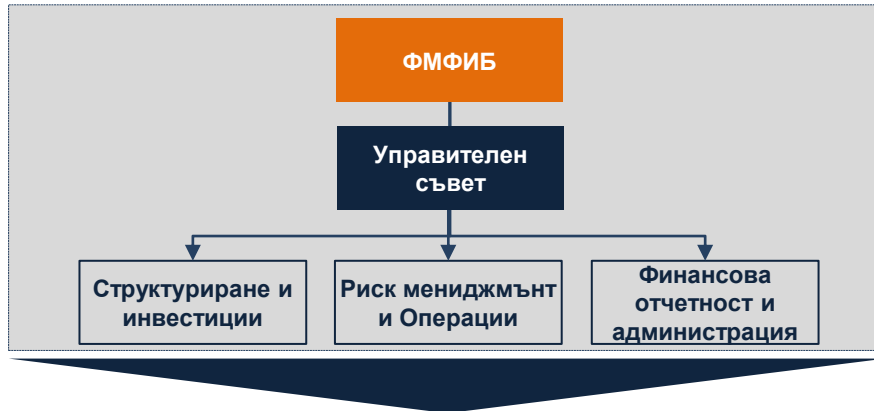 ФМФИБ
Управителен
съвет
Структуриране и
инвестиции
Риск мениджмънт
и Операции
Финансова
отчетност и
администрация